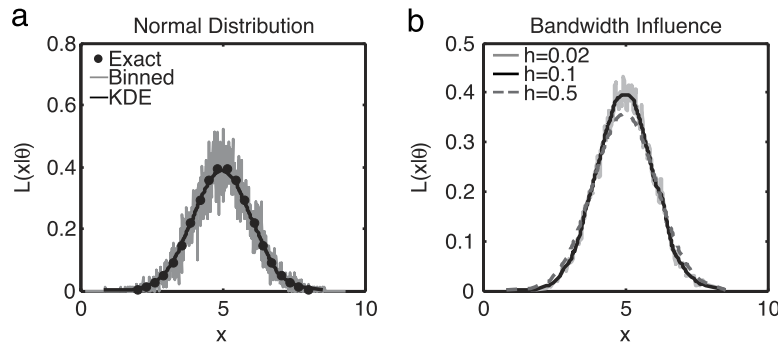 a
Normal Distribution
0.8
0.6
0.4
0.2
0
Exact
Binned
KDE
L(x|θ)
0
5
10
x
b
Bandwidth Influence
0.5
0.4
0.3
0.2
0.1
0
h=0.02
h=0.1
h=0.5
L(x|θ)
0
5
10
x